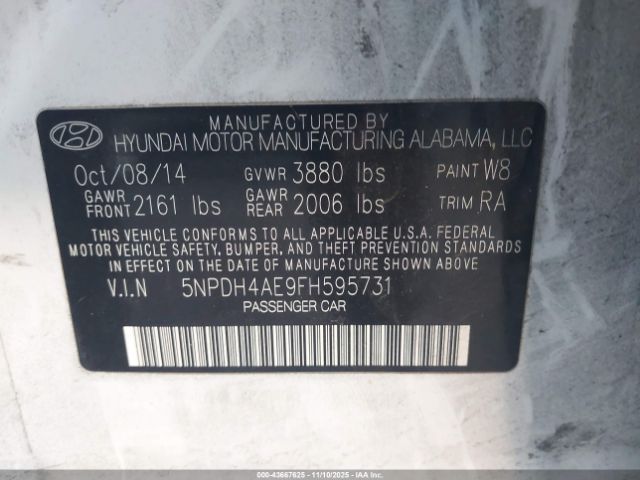 MANUFACTURED BY
HYUNDAI MOTOR MANUFACTURING ALABAMA, LLC
Oct/08/14 GVWR 3880 lbs PAINT W8
GAWR FRONT 2161 lbs GAWR REAR 2006 lbs TRIM RA
THIS VEHICLE CONFORMS TO ALL APPLICABLE U.S.A. FEDERAL
MOTOR VEHICLE SAFETY, BUMPER, AND THEFT PREVENTION STANDARDS
IN EFFECT ON THE DATE OF MANUFACTURE SHOWN ABOVE.
V.I.N 5NPDH4AE9FH595731
PASSENGER CAR
000-43667625 - 11/10/2025 - IAAI.COM